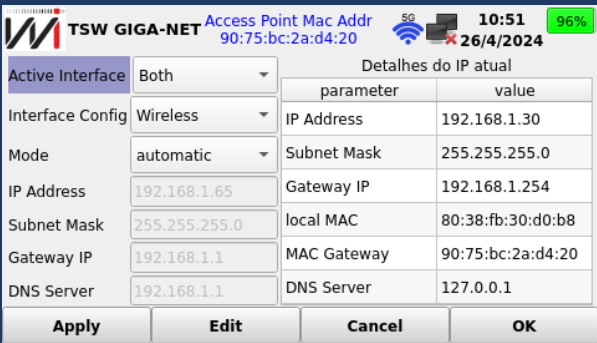 TSW GIGA-NET
Access Point Mac Addr
90:75:bc:2a:d4:20
5G
10:51
26/4/2024
96%
Active Interface Both
Interface Config Wireless
Mode automatic
IP Address 192.168.1.65
Subnet Mask 255.255.255.0
Gateway IP 192.168.1.1
DNS Server 192.168.1.1
Detalhes do IP atual
parameter value
IP Address 192.168.1.30
Subnet Mask 255.255.255.0
Gateway IP 192.168.1.254
local MAC 80:38:fb:30:d0:b8
MAC Gateway 90:75:bc:2a:d4:20
DNS Server 127.0.0.1
Apply Edit Cancel OK